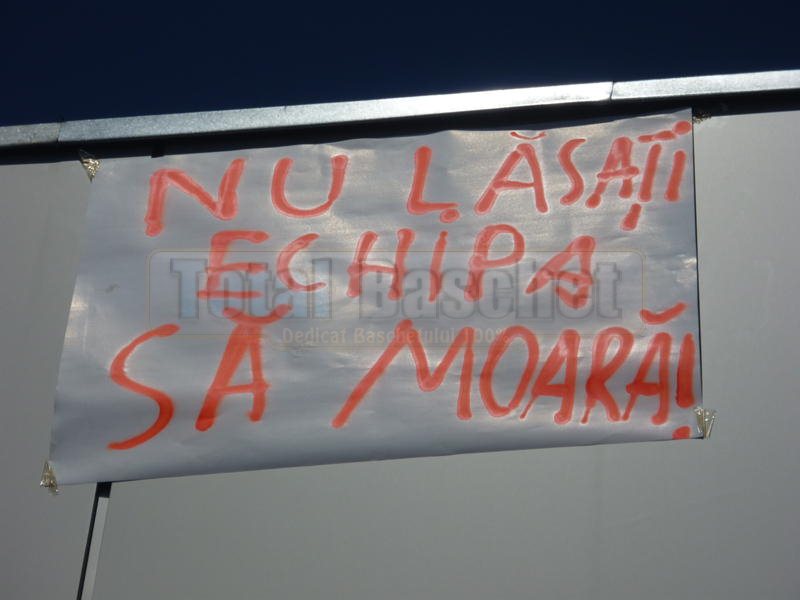 NU LĂSAȚI
ECHIPA
SĂ MOARĂ!
Total Baschet
Dedicat Baschetului 100%